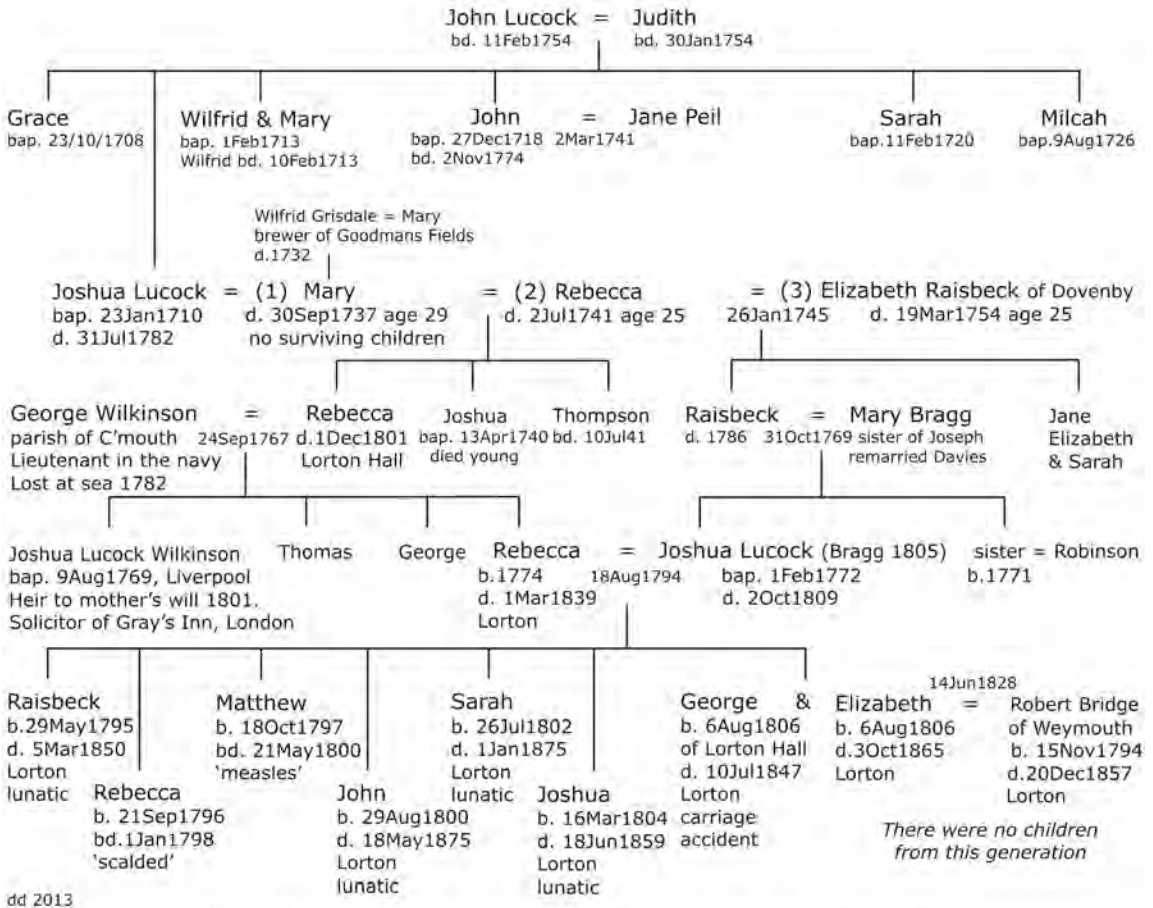 John Lucock = Judith
bd. 11Feb1754 bd. 30Jan1754
Grace Wilfrid & Mary John = Jane Peil Sarah Milcah
bap. 23/10/1708 bap. 1Feb1713 bap. 27Dec1718 2Mar1741 bap.11Feb1720 bap.9Aug1726
Wilfrid bd. 10Feb1713 bd. 2Nov1774
Wilfrid Grisdale = Mary
brewer of Goodmans Fields
d.1732
Joshua Lucock = (1) Mary = (2) Rebecca = (3) Elizabeth Raisbeck of Dovenby
bap. 23Jan1710 d. 30Sep1737 age 29 d. 2Jul1741 age 25 26Jan1745 d. 19Mar1754 age 25
d. 31Jul1782 no surviving children
George Wilkinson = Rebecca Joshua Thompson Raisbeck = Mary Bragg Jane
parish of C'mouth 24Sep1767 d.1Dec1801 bap. 13Apr1740 bd. 10Jul41 d. 1786 31Oct1769 sister of Joseph Elizabeth
Lieutenant in the navy Lorton Hall died young remarried Davies & Sarah
Lost at sea 1782
Joshua Lucock Wilkinson Thomas George Rebecca = Joshua Lucock (Bragg 1805) sister = Robinson
bap. 9Aug1769, Liverpool b.1774 18Aug1794 bap. 1Feb1772 b.1771
Heir to mother's will 1801. d. 1Mar1839 d. 2Oct1809
Solicitor of Gray's Inn, London Lorton
Raisbeck
b.29May1795
d. 5Mar1850
Lorton
lunatic
Rebecca
b. 21Sep1796
bd.1Jan1798
'scalded'
Matthew
b. 18Oct1797
bd. 21May1800
'measles'
John
b. 29Aug1800
d. 18May1875
Lorton
lunatic
Sarah
b. 26Jul1802
d. 1Jan1875
Lorton
lunatic
Joshua
b. 16Mar1804
d. 18Jun1859
Lorton
lunatic
George &
b. 6Aug1806
of Lorton Hall
d. 10Jul1847
Lorton
carriage
accident
14Jun1828
Elizabeth = Robert Bridge
b. 6Aug1806 of Weymouth
d.3Oct1865 b. 15Nov1794
Lorton d.20Dec1857
Lorton
There were no children
from this generation
dd 2013